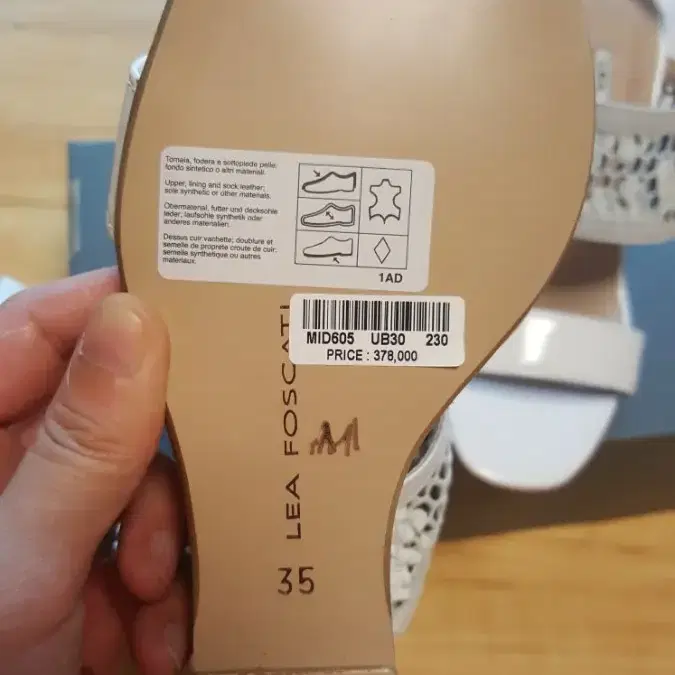 Tomaia, fodera e sottopiede pelle;
fondo sintetico o altri materiali.
Upper, lining and sock leather;
sole synthetic or other materials.
Obermaterial, futter und decksohle
leder, laufsohle synthetik oder
anderes materialien.
Dessus cuir vachette; doublure et
semelle de propreté croute de cuir;
semelle synthetique ou autres
materiaux.
1AD
MID605 UB30 230
PRICE : 378,000
LEA FOSCATI
35